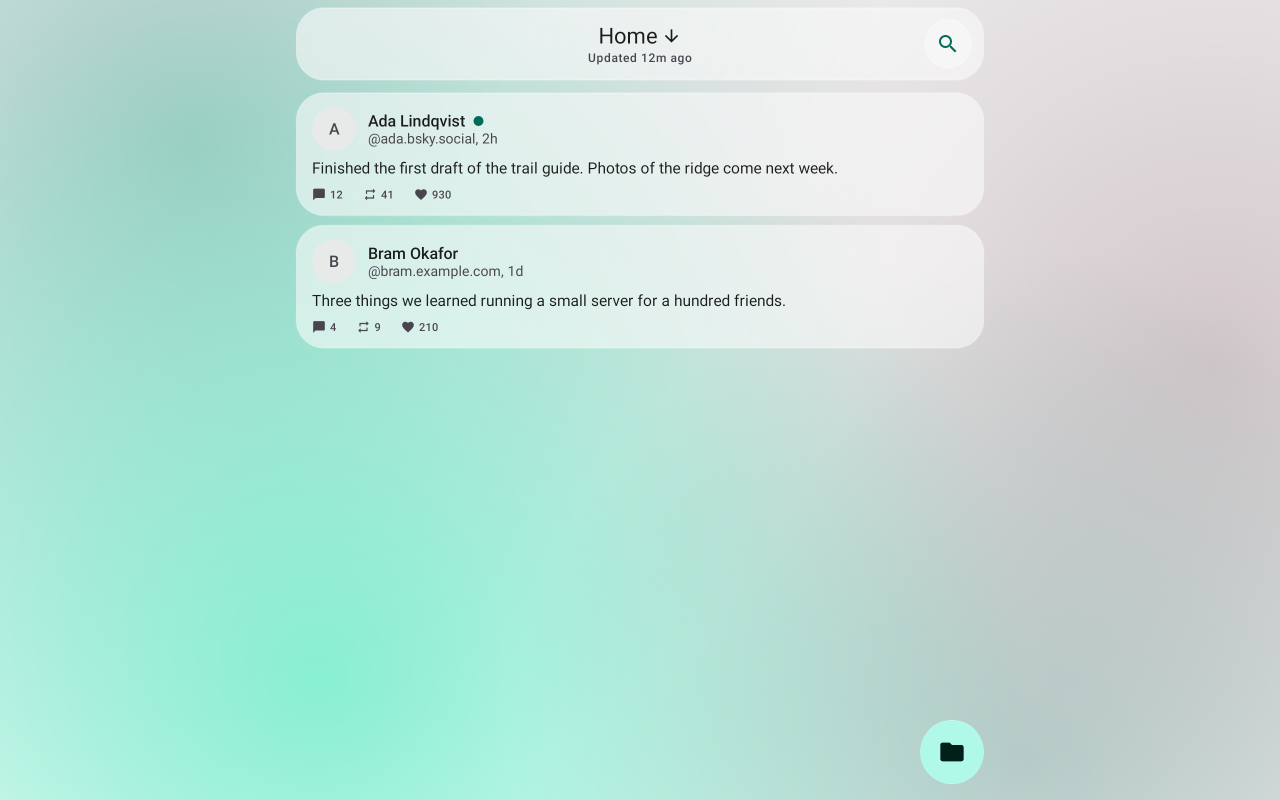 Home
Updated 12m ago
A
Ada Lindqvist
@ada.bsky.social, 2h
Finished the first draft of the trail guide. Photos of the ridge come next week.
12 41 930
B
Bram Okafor
@bram.example.com, 1d
Three things we learned running a small server for a hundred friends.
4 9 210